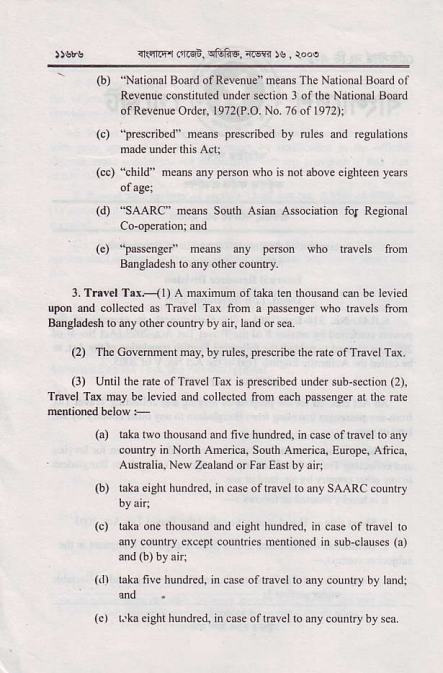 ১১৬৮৬ বাংলাদেশ গেজেট, অতিরিক্ত, নভেম্বর ১৬, ২০০৩
(b) “National Board of Revenue” means The National Board of
Revenue constituted under section 3 of the National Board
of Revenue Order, 1972(P.O. No. 76 of 1972);
(c) “prescribed” means prescribed by rules and regulations
made under this Act;
(cc) “child” means any person who is not above eighteen years
of age;
(d) “SAARC” means South Asian Association for Regional
Co-operation; and
(e) “passenger” means any person who travels from
Bangladesh to any other country.
3. Travel Tax.—(1) A maximum of taka ten thousand can be levied
upon and collected as Travel Tax from a passenger who travels from
Bangladesh to any other country by air, land or sea.
(2) The Government may, by rules, prescribe the rate of Travel Tax.
(3) Until the rate of Travel Tax is prescribed under sub-section (2),
Travel Tax may be levied and collected from each passenger at the rate
mentioned below :—
(a) taka two thousand and five hundred, in case of travel to any
country in North America, South America, Europe, Africa,
Australia, New Zealand or Far East by air;
(b) taka eight hundred, in case of travel to any SAARC country
by air;
(c) taka one thousand and eight hundred, in case of travel to
any country except countries mentioned in sub-clauses (a)
and (b) by air;
(d) taka five hundred, in case of travel to any country by land;
and
(e) taka eight hundred, in case of travel to any country by sea.